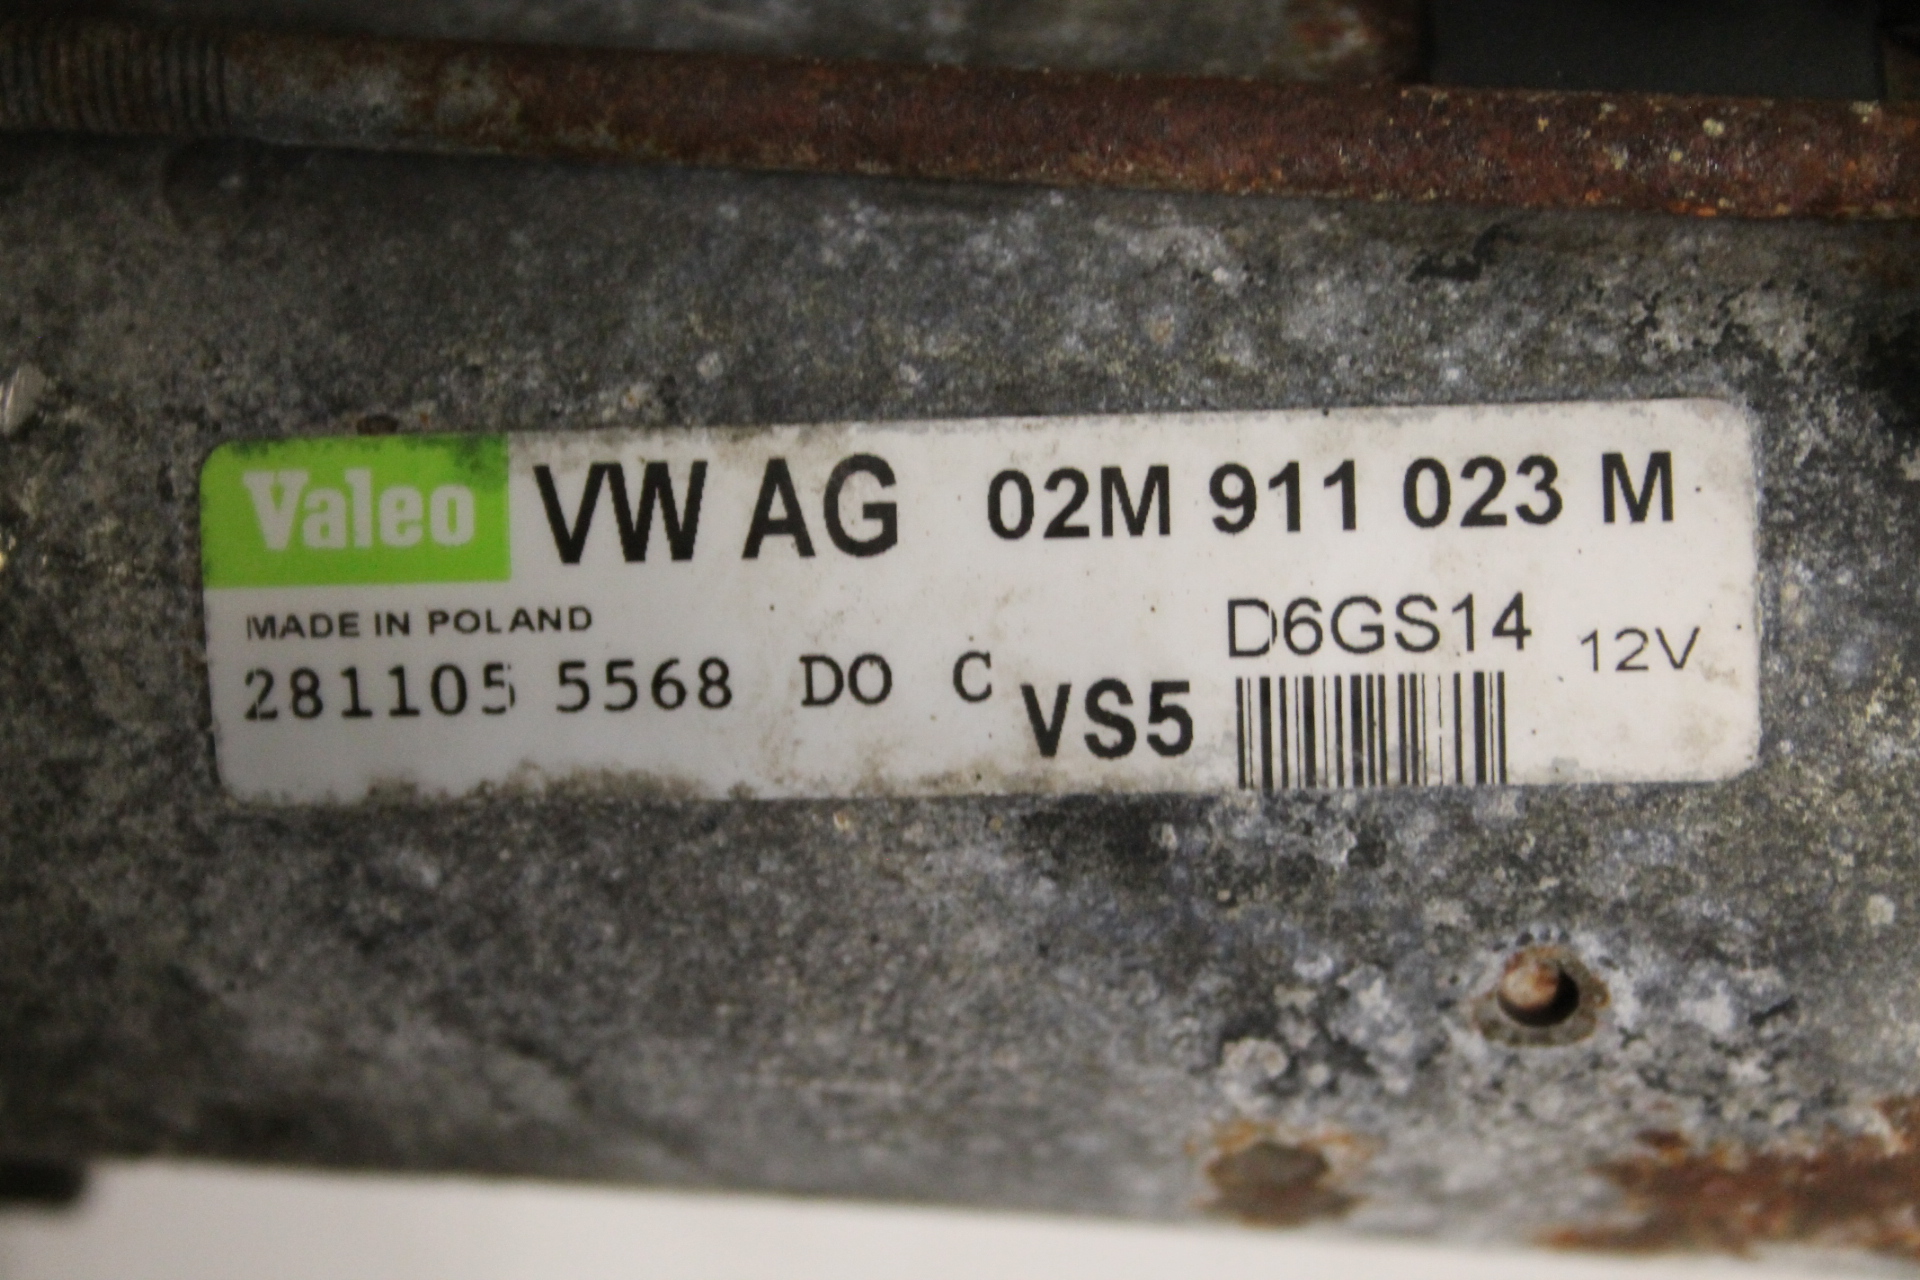 Valeo VW AG 02M 911 023 M
MADE IN POLAND D6GS14 12V
281105 5568 DO C VS5